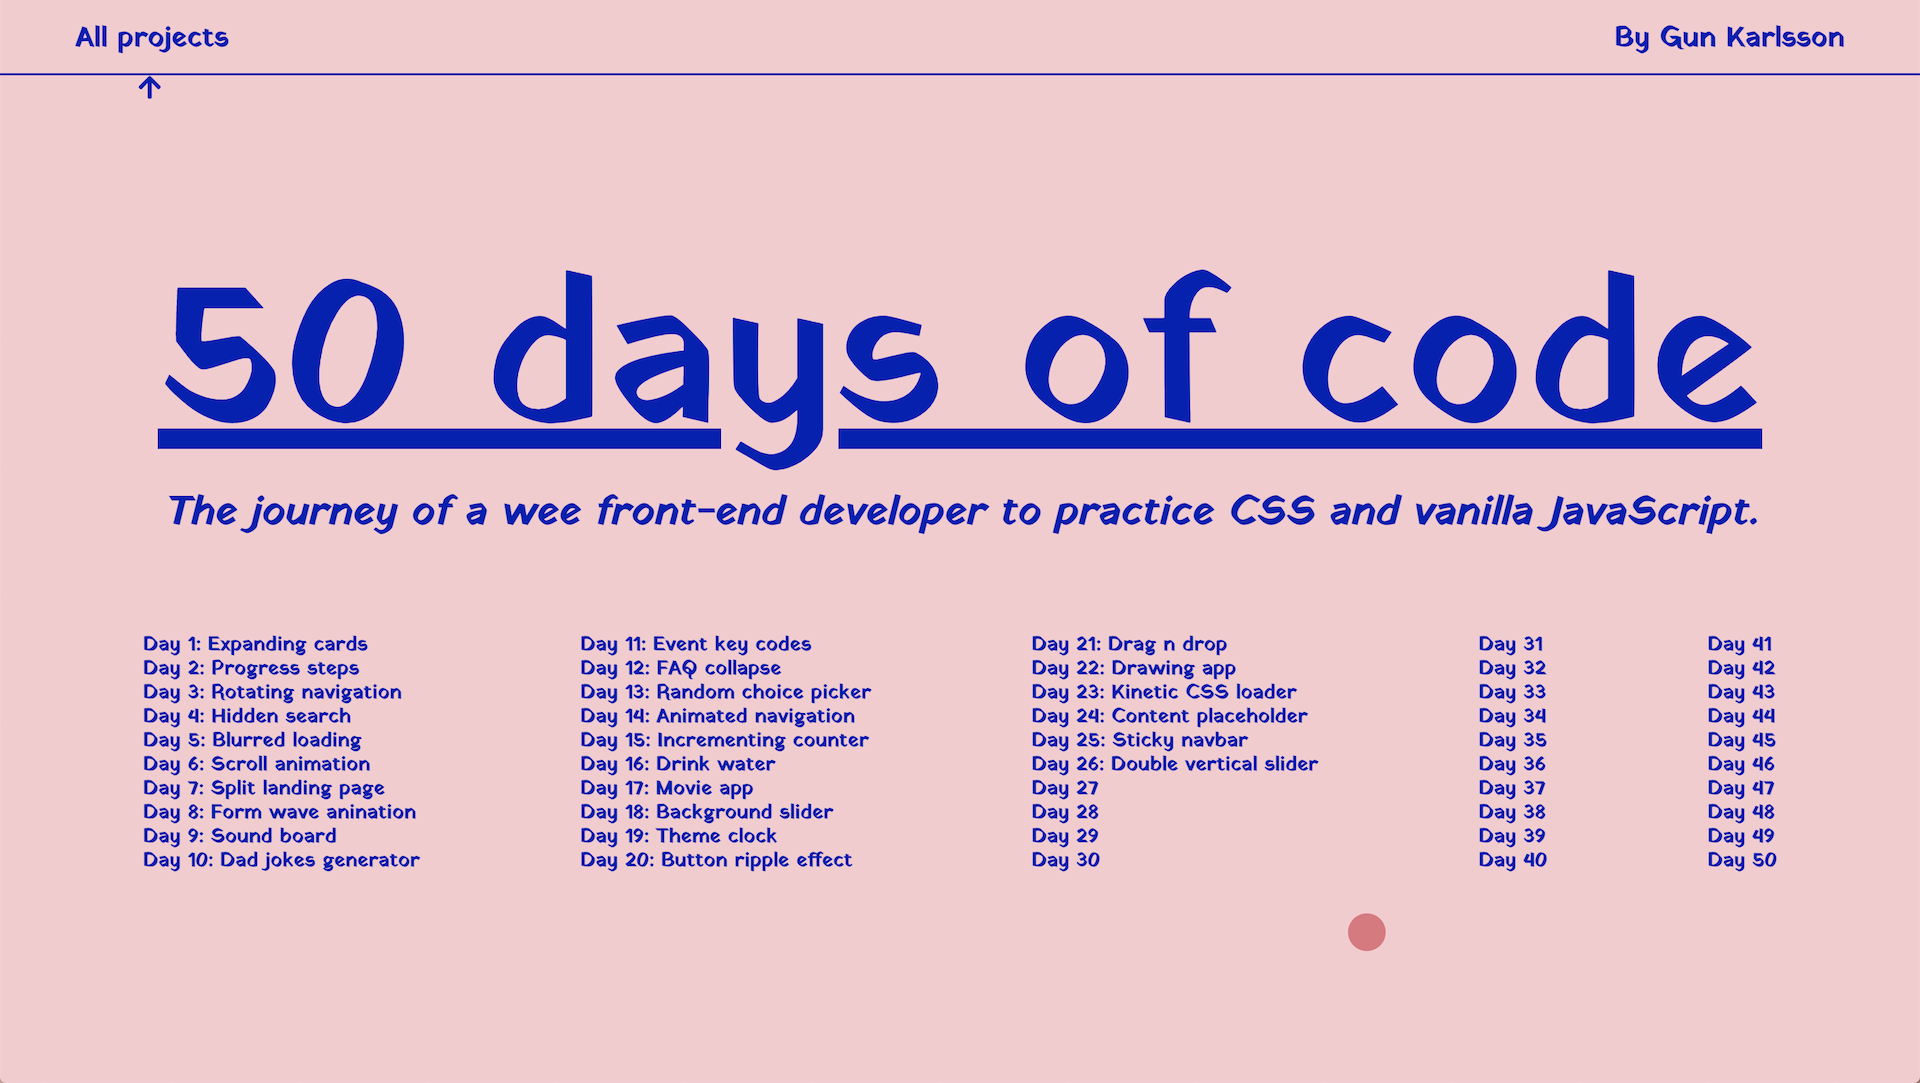 All projects
By Gun Karlsson
50 days of code
The journey of a wee front-end developer to practice CSS and vanilla JavaScript.
Day 1: Expanding cards
Day 2: Progress steps
Day 3: Rotating navigation
Day 4: Hidden search
Day 5: Blurred loading
Day 6: Scroll animation
Day 7: Split landing page
Day 8: Form wave anination
Day 9: Sound board
Day 10: Dad jokes generator
Day 11: Event key codes
Day 12: FAQ collapse
Day 13: Random choice picker
Day 14: Animated navigation
Day 15: Incrementing counter
Day 16: Drink water
Day 17: Movie app
Day 18: Background slider
Day 19: Theme clock
Day 20: Button ripple effect
Day 21: Drag n drop
Day 22: Drawing app
Day 23: Kinetic CSS loader
Day 24: Content placeholder
Day 25: Sticky navbar
Day 26: Double vertical slider
Day 27
Day 28
Day 29
Day 30
Day 31
Day 32
Day 33
Day 34
Day 35
Day 36
Day 37
Day 38
Day 39
Day 40
Day 41
Day 42
Day 43
Day 44
Day 45
Day 46
Day 47
Day 48
Day 49
Day 50